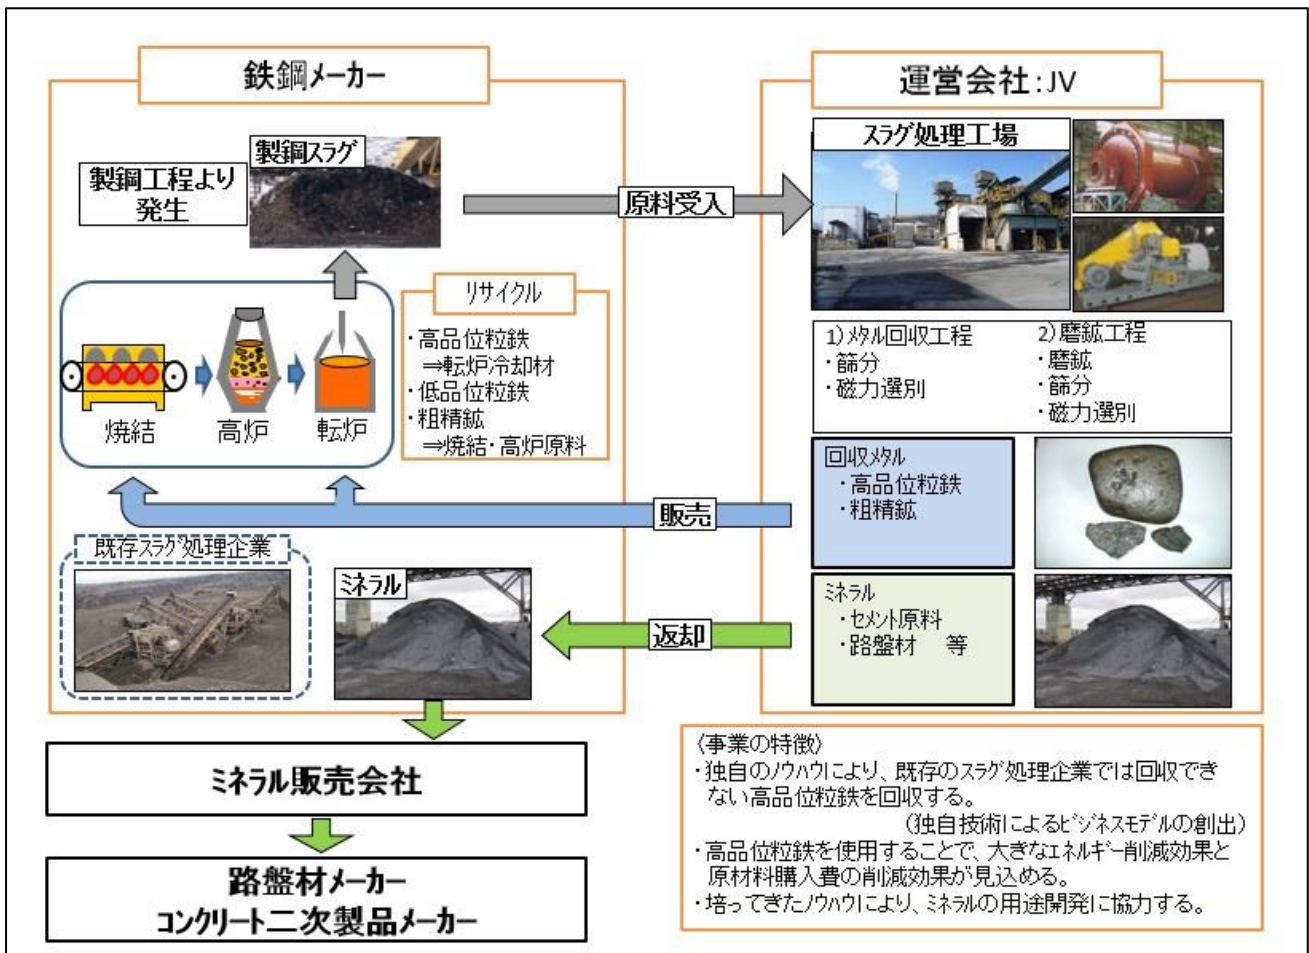 鉄鋼メーカー
製鋼スラグ
製鋼工程より
発生
リサイクル
・高品位粒鉄
⇒転炉冷却材
・低品位粒鉄
・粗精鉱
⇒焼結・高炉原料
焼結
高炉
転炉
原料受入
運営会社:JV
スラグ処理工場
1)メタル回収工程
・篩分
・磁力選別
2)磨鉱工程
・磨鉱
・篩分
・磁力選別
回収メタル
・高品位粒鉄
・粗精鉱
販売
既存スラグ処理企業
ミネラル
返却
ミネラル
・セメント原料
・路盤材 等
ミネラル販売会社
路盤材メーカー
コンクリート二次製品メーカー
〈事業の特徴〉
・独自のノウハウにより、既存のスラグ処理企業では回収でき
ない高品位粒鉄を回収する。
(独自技術によるビジネスモデルの創出)
・高品位粒鉄を使用することで、大きなエネルギー削減効果と
原材料購入費の削減効果が見込める。
・培ってきたノウハウにより、ミネラルの用途開発に協力する。